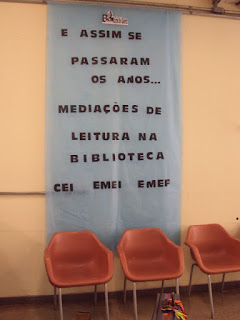 E ASSIM SE
PASSARAM
OS ANOS...
MEDIAÇÕES DE
LEITURA NA
BIBLIOTECA
CEI EMEI EMEF